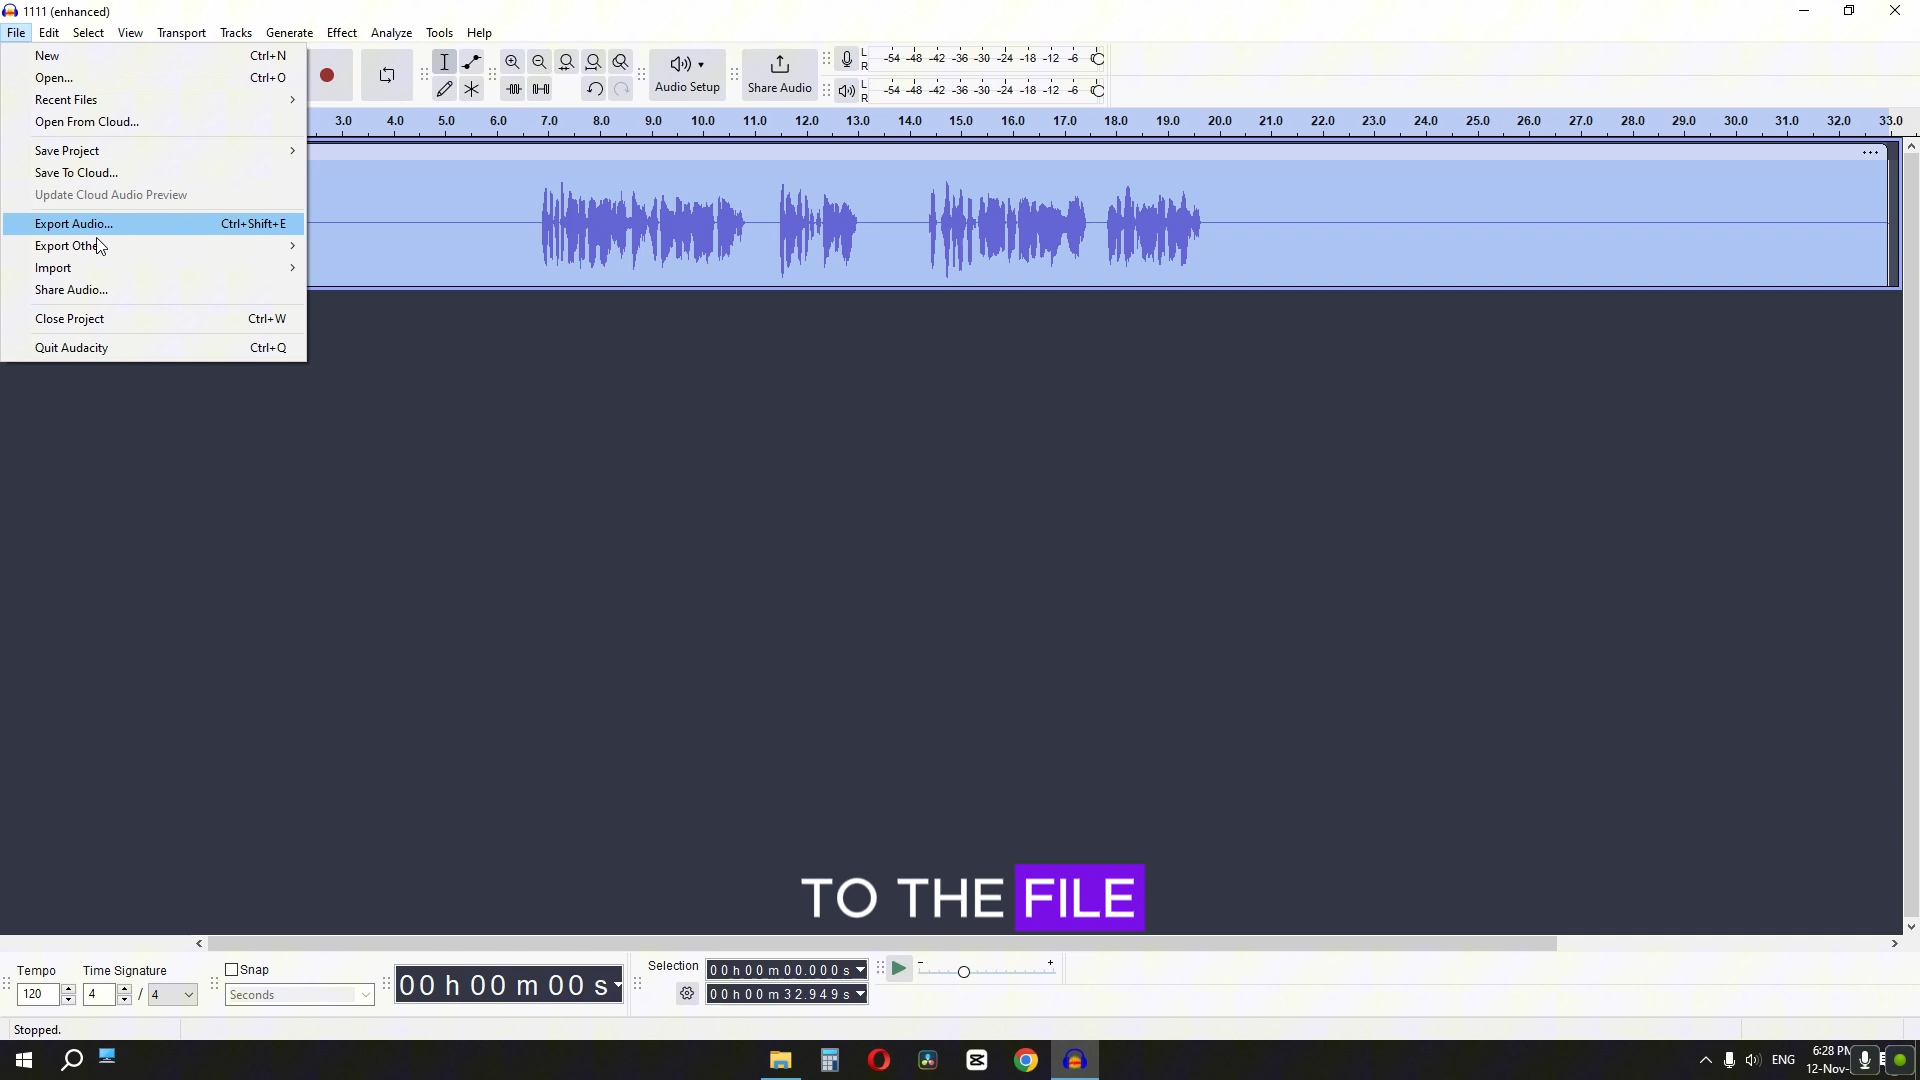 1111 (enhanced)
File Edit Select View Transport Tracks Generate Effect Analyze Tools Help
New Ctrl+N
Open... Ctrl+O
Recent Files
Open From Cloud...
Save Project
Save To Cloud...
Update Cloud Audio Preview
Export Audio... Ctrl+Shift+E
Export Othe
Import
Share Audio...
Close Project Ctrl+W
Quit Audacity Ctrl+Q
Audio Setup
Share Audio
L
R
-54 -48 -42 -36 -30 -24 -18 -12 -6
L
R
-54 -48 -42 -36 -30 -24 -18 -12 -6
3.0 4.0 5.0 6.0 7.0 8.0 9.0 10.0 11.0 12.0 13.0 14.0 15.0 16.0 17.0 18.0 19.0 20.0 21.0 22.0 23.0 24.0 25.0 26.0 27.0 28.0 29.0 30.0 31.0 32.0 33.0
TO THE FILE
Tempo
120
Time Signature
4 / 4
Snap
Seconds
00 h 00 m 00 s
Selection
00 h 00 m 00.000 s
00 h 00 m 32.949 s
Stopped.
ENG
6:28 PM
12-Nov-